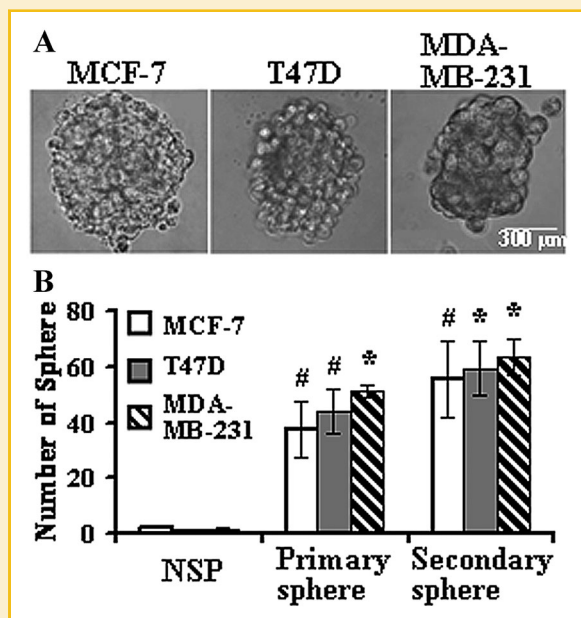 A
MCF-7
T47D
MDA-
MB-231
300 μm
B
Number of Sphere
80
60
40
20
0
MCF-7
T47D
MDA-
MB-231
# # *
# * *
NSP
Primary
sphere
Secondary
sphere